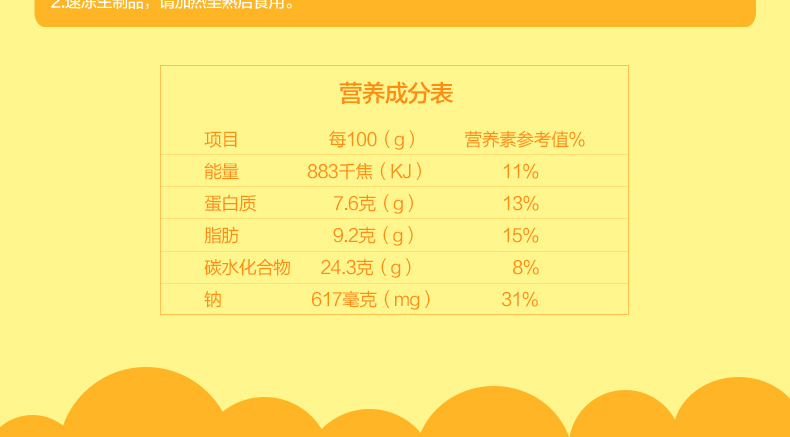 2.速冻生制品，请加热至熟后食用。
营养成分表
项目 每100（g） 营养素参考值%
能量 883千焦（KJ） 11%
蛋白质 7.6克（g） 13%
脂肪 9.2克（g） 15%
碳水化合物 24.3克（g） 8%
钠 617毫克（mg） 31%